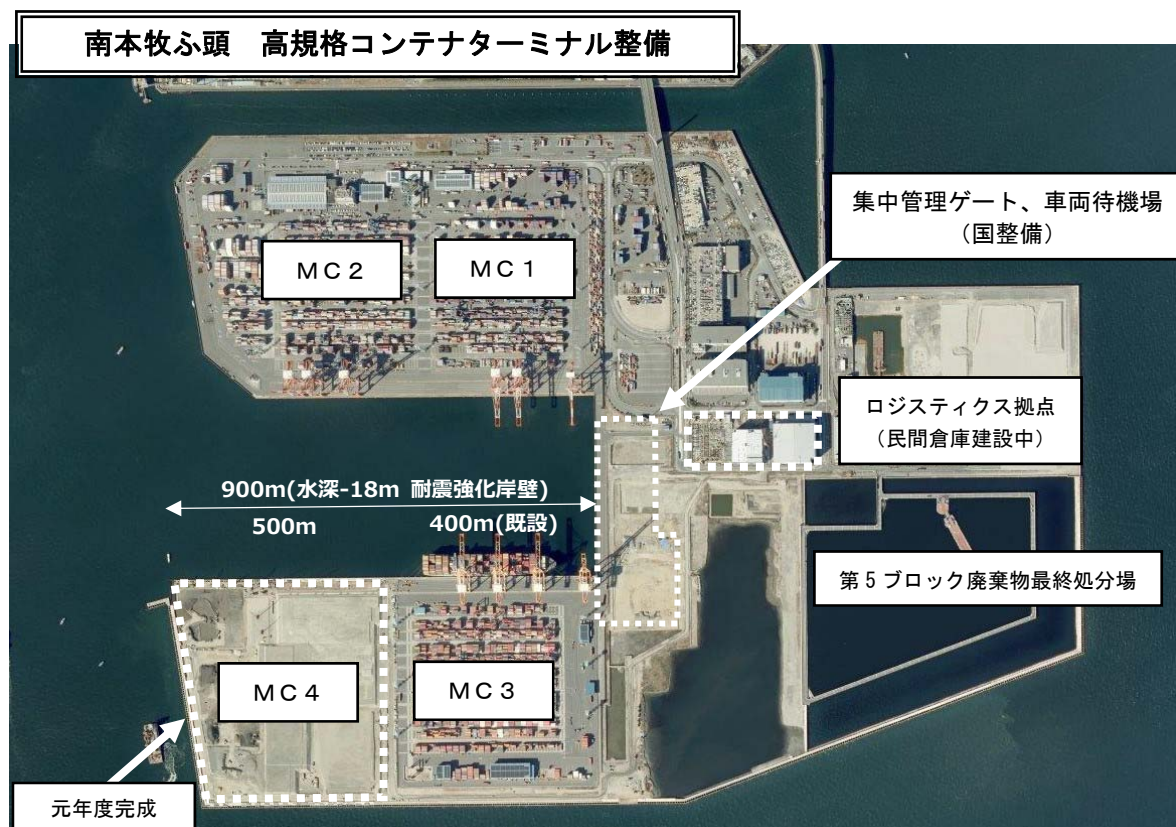 南本牧ふ頭 高規格コンテナターミナル整備
集中管理ゲート、車両待機場
（国整備）
ＭＣ２
ＭＣ１
ロジスティクス拠点
（民間倉庫建設中）
900m(水深-18m 耐震強化岸壁)
500m
400m(既設)
第５ブロック廃棄物最終処分場
ＭＣ４
ＭＣ３
元年度完成